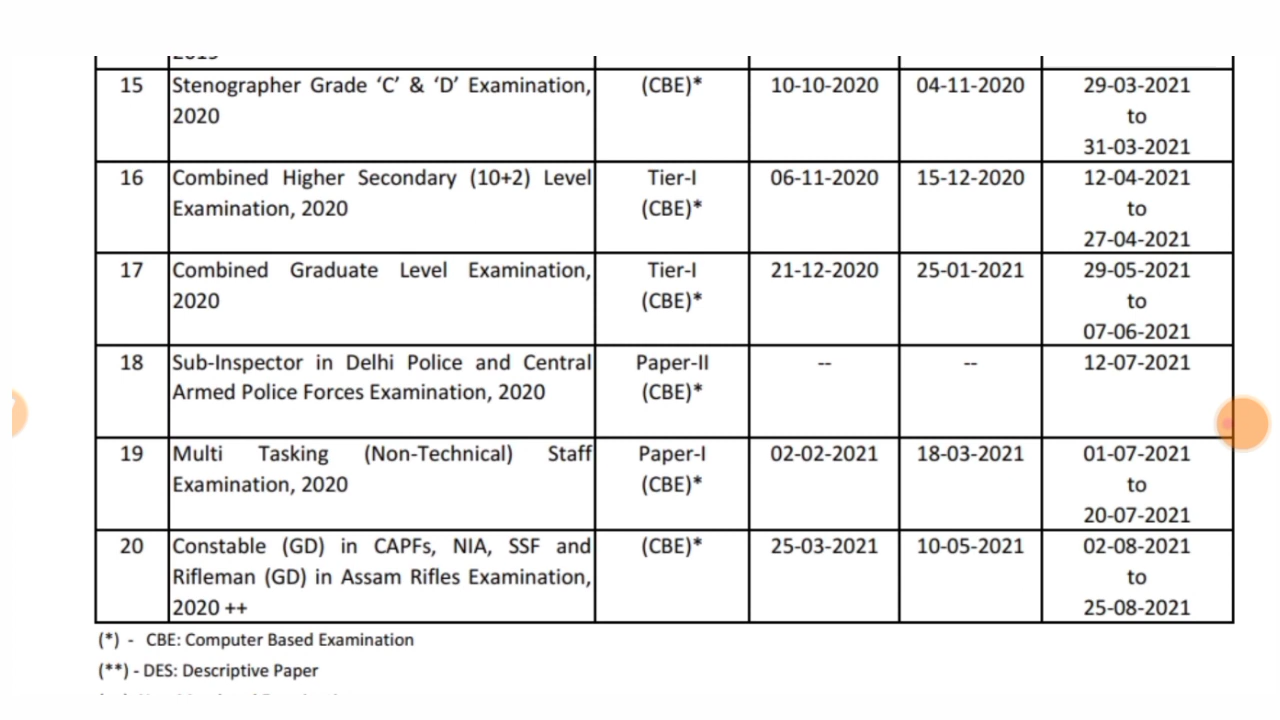 15 Stenographer Grade ‘C’ & ‘D’ Examination, (CBE)* 10-10-2020 04-11-2020 29-03-2021
2020 to
31-03-2021
16 Combined Higher Secondary (10+2) Level Tier-I 06-11-2020 15-12-2020 12-04-2021
Examination, 2020 (CBE)* to
27-04-2021
17 Combined Graduate Level Examination, Tier-I 21-12-2020 25-01-2021 29-05-2021
2020 (CBE)* to
07-06-2021
18 Sub-Inspector in Delhi Police and Central Paper-II -- -- 12-07-2021
Armed Police Forces Examination, 2020 (CBE)*
19 Multi Tasking (Non-Technical) Staff Paper-I 02-02-2021 18-03-2021 01-07-2021
Examination, 2020 (CBE)* to
20-07-2021
20 Constable (GD) in CAPFs, NIA, SSF and (CBE)* 25-03-2021 10-05-2021 02-08-2021
Rifleman (GD) in Assam Rifles Examination, to
2020 ++ 25-08-2021
(*) - CBE: Computer Based Examination
(**) - DES: Descriptive Paper